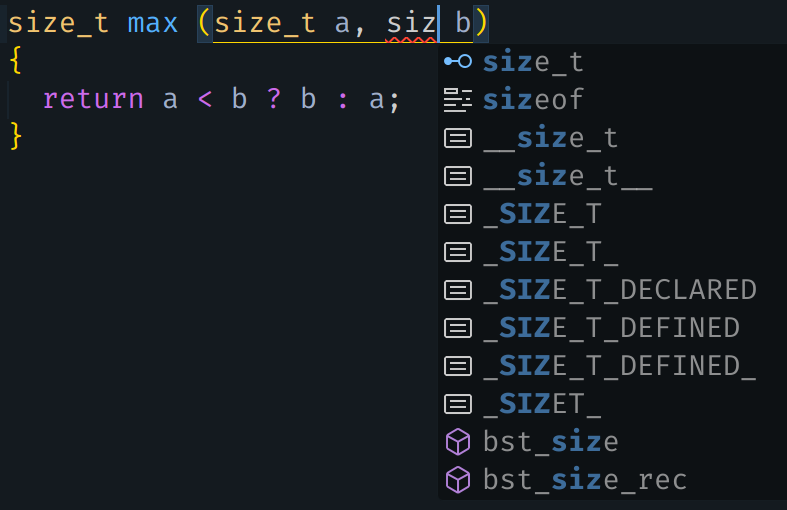 size_t max (size_t a, siz b)
{
return a < b ? b : a;
}
size_t
sizeof
__size_t
__size_t__
_SIZE_T
_SIZE_T_
_SIZE_T_DECLARED
_SIZE_T_DEFINED
_SIZE_T_DEFINED_
_SIZET_
bst_size
bst_size_rec